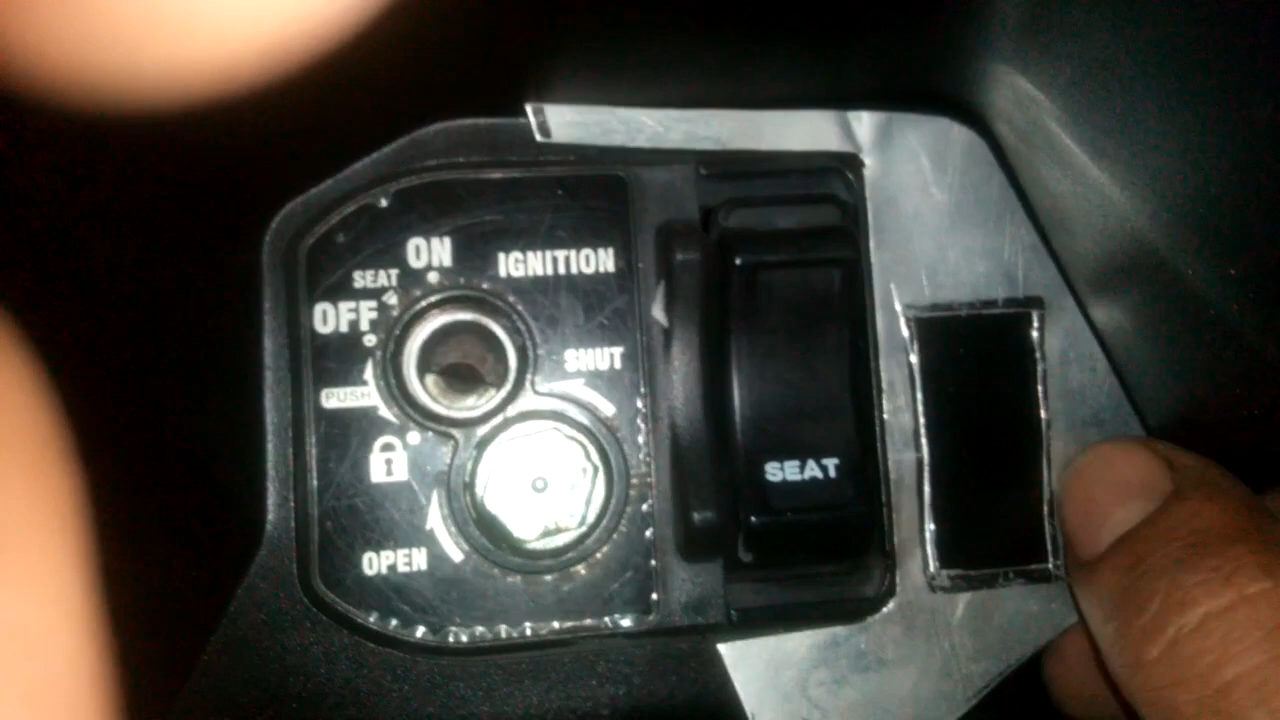 ON
IGNITION
SEAT
OFF
SHUT
PUSH
SEAT
OPEN